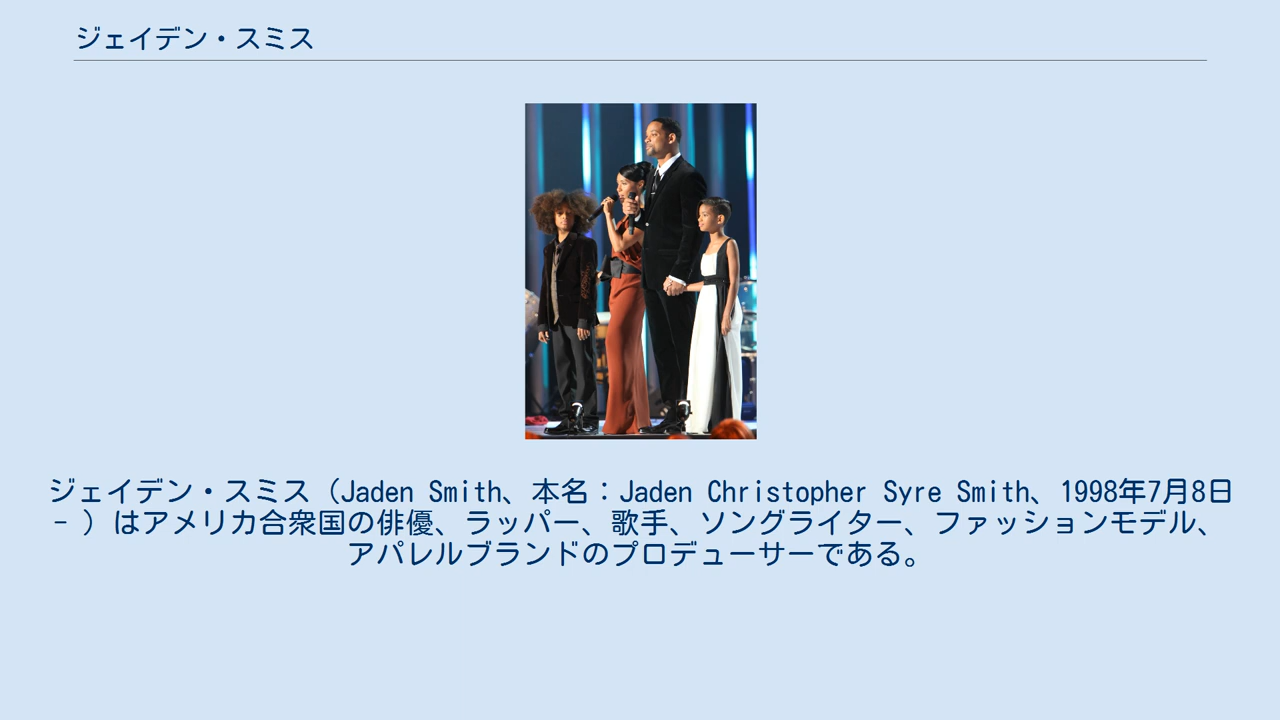 ジェイデン・スミス
ジェイデン・スミス（Jaden Smith、本名：Jaden Christopher Syre Smith、1998年7月8日
- ）はアメリカ合衆国の俳優、ラッパー、歌手、ソングライター、ファッションモデル、
アパレルブランドのプロデューサーである。